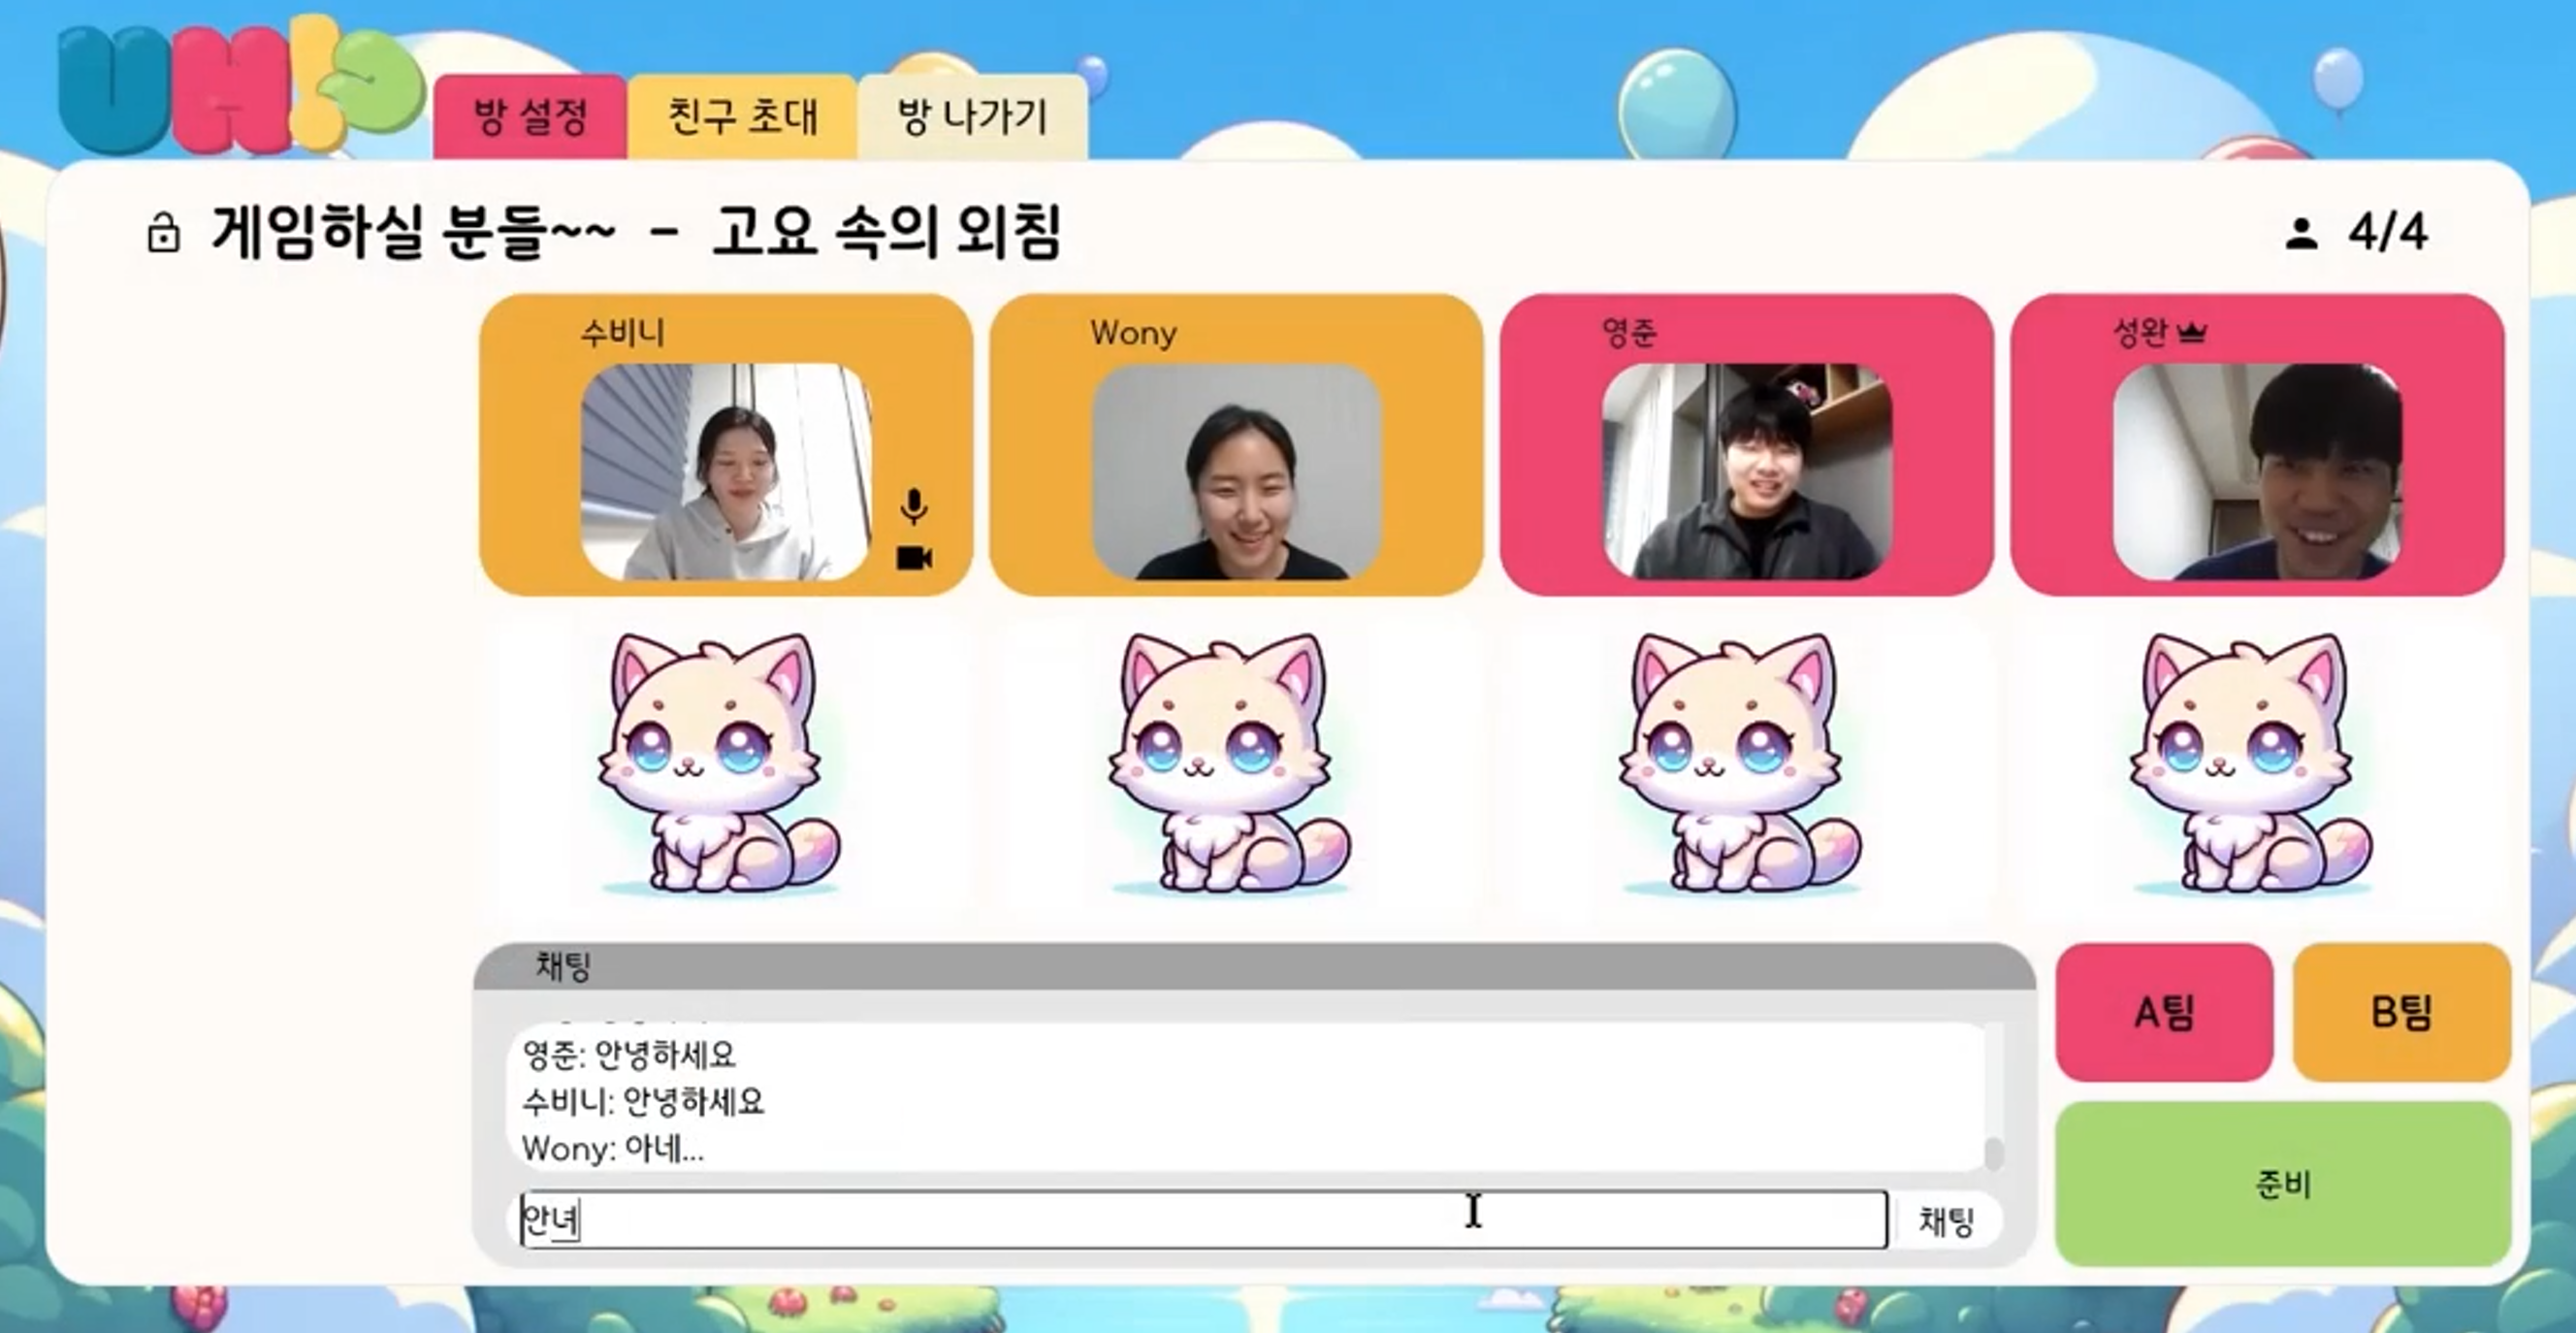 UH!?
방 설정
친구 초대
방 나가기
게임하실 분들~~ - 고요 속의 외침
4/4
수비니
Wony
영준
성완
채팅
영준: 안녕하세요
수비니: 안녕하세요
Wony: 아네...
안녀
채팅
A팀
B팀
준비